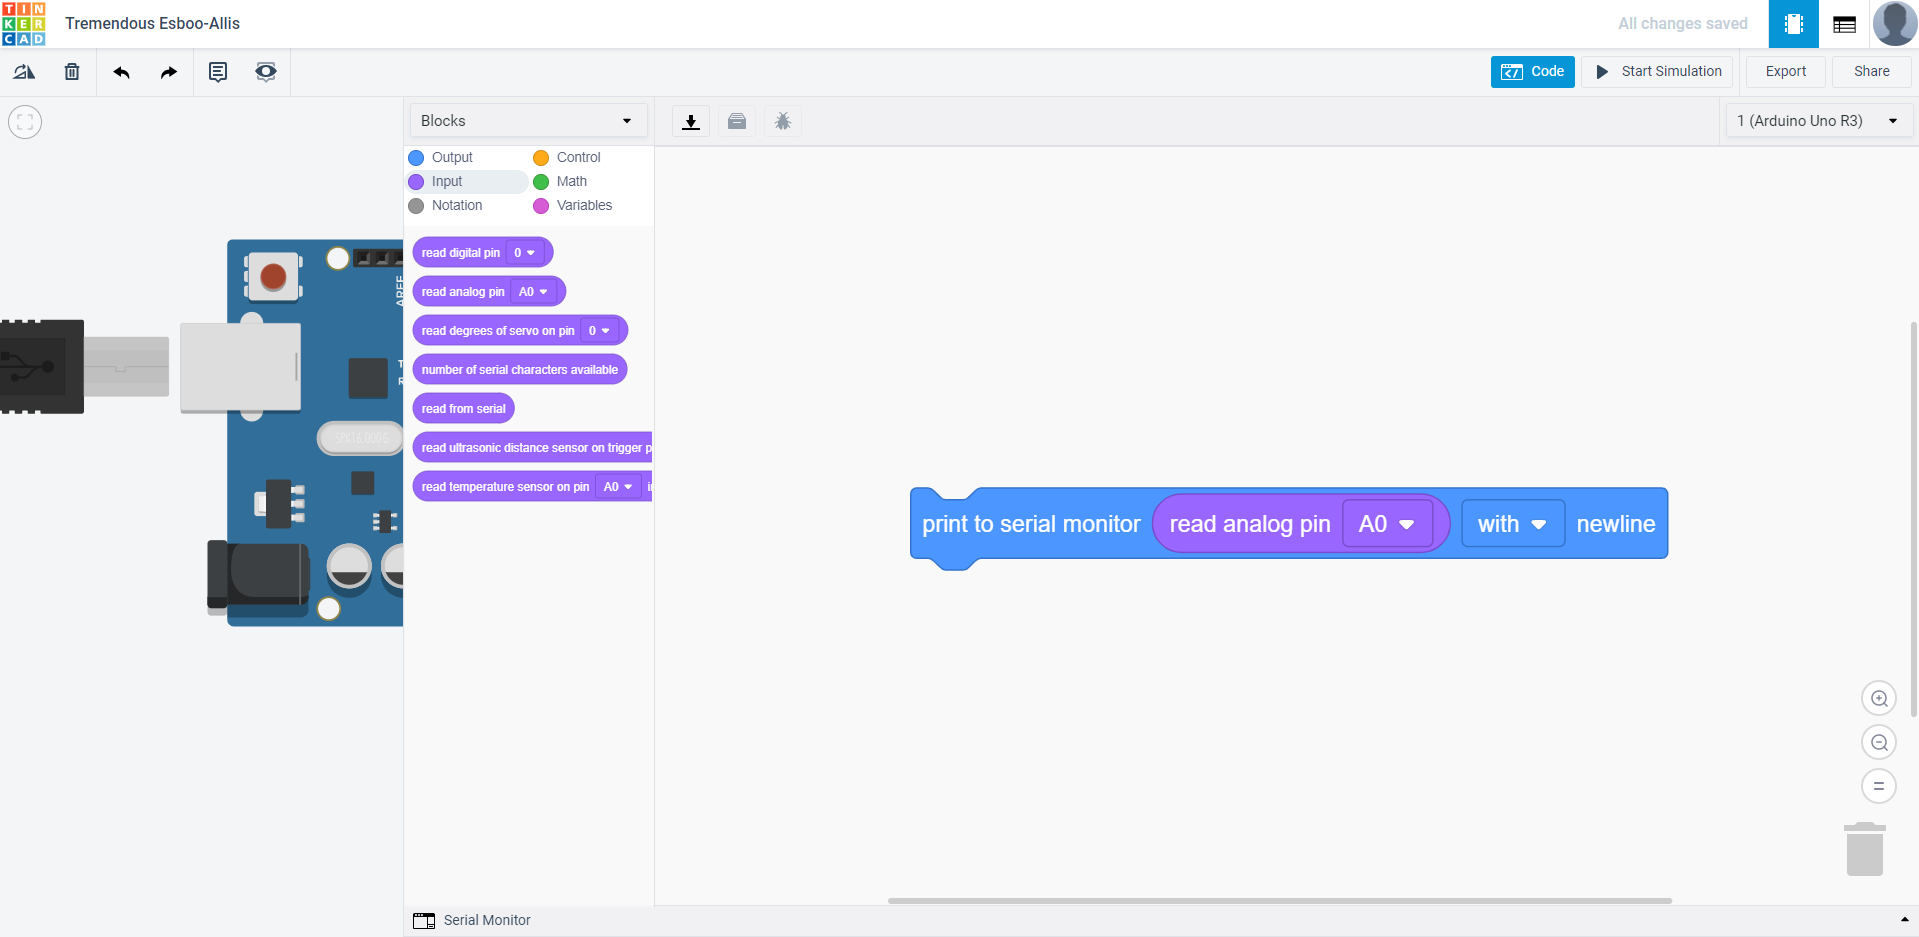 TIN
KER
CAD
Tremendous Esboo-Allis
All changes saved
Code
Start Simulation
Export
Share
Blocks
1 (Arduino Uno R3)
Output
Control
Input
Math
Notation
Variables
read digital pin 0
read analog pin A0
read degrees of servo on pin 0
number of serial characters available
read from serial
read ultrasonic distance sensor on trigger p
read temperature sensor on pin A0 i
AREF
T
R
SPK16.000G
print to serial monitor read analog pin A0 with newline
Serial Monitor